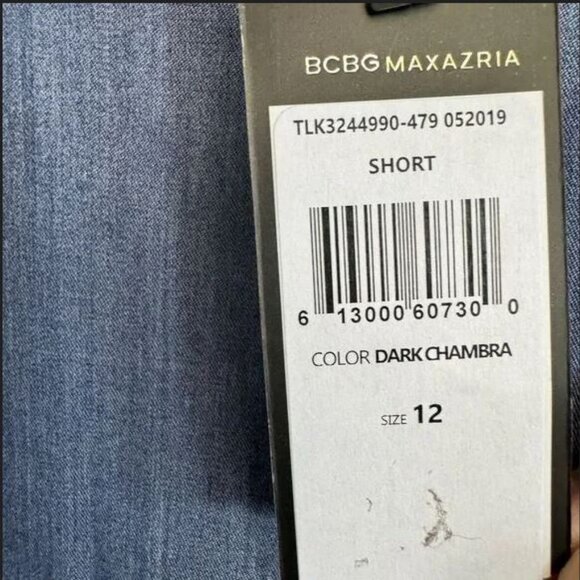 BCBGMAXAZRIA
TLK3244990-479 052019
SHORT
6 13000 60730 0
COLOR DARK CHAMBRA
SIZE 12